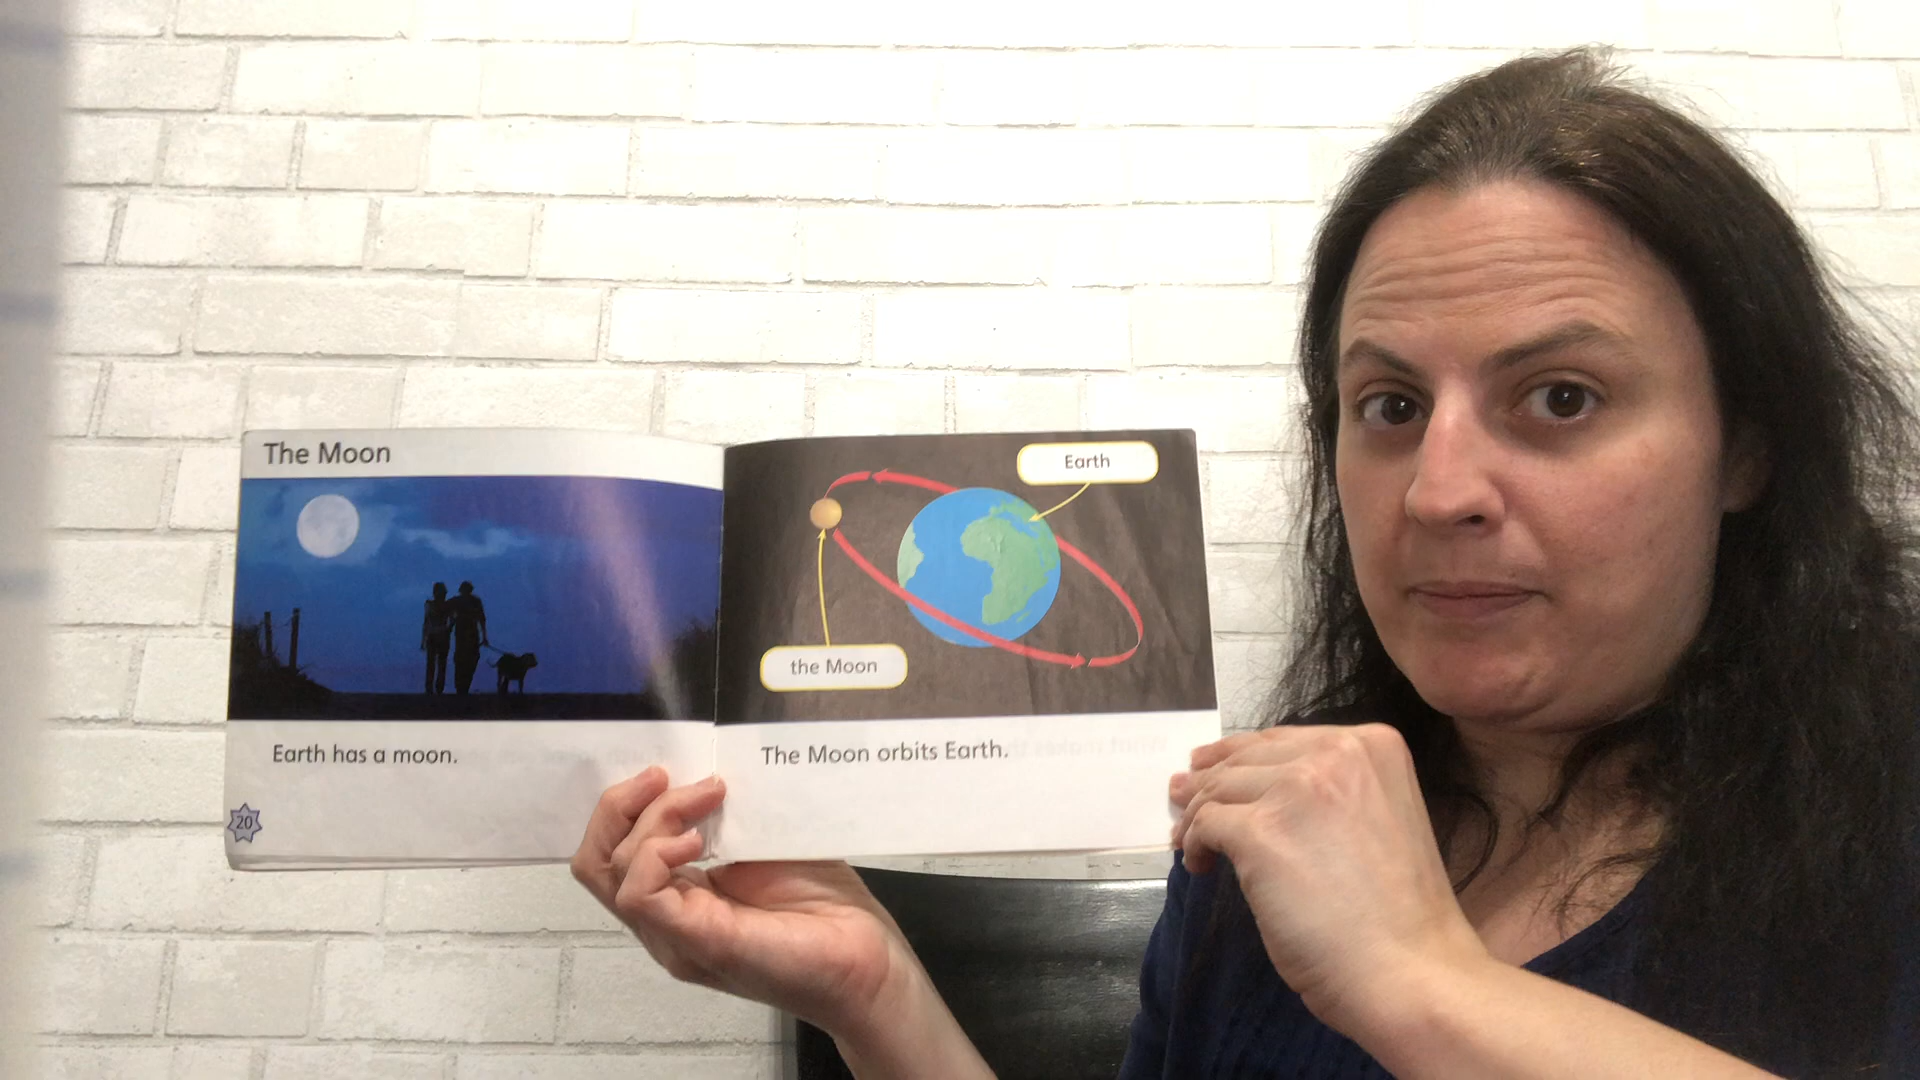 The Moon
Earth has a moon.
20
Earth
the Moon
The Moon orbits Earth.